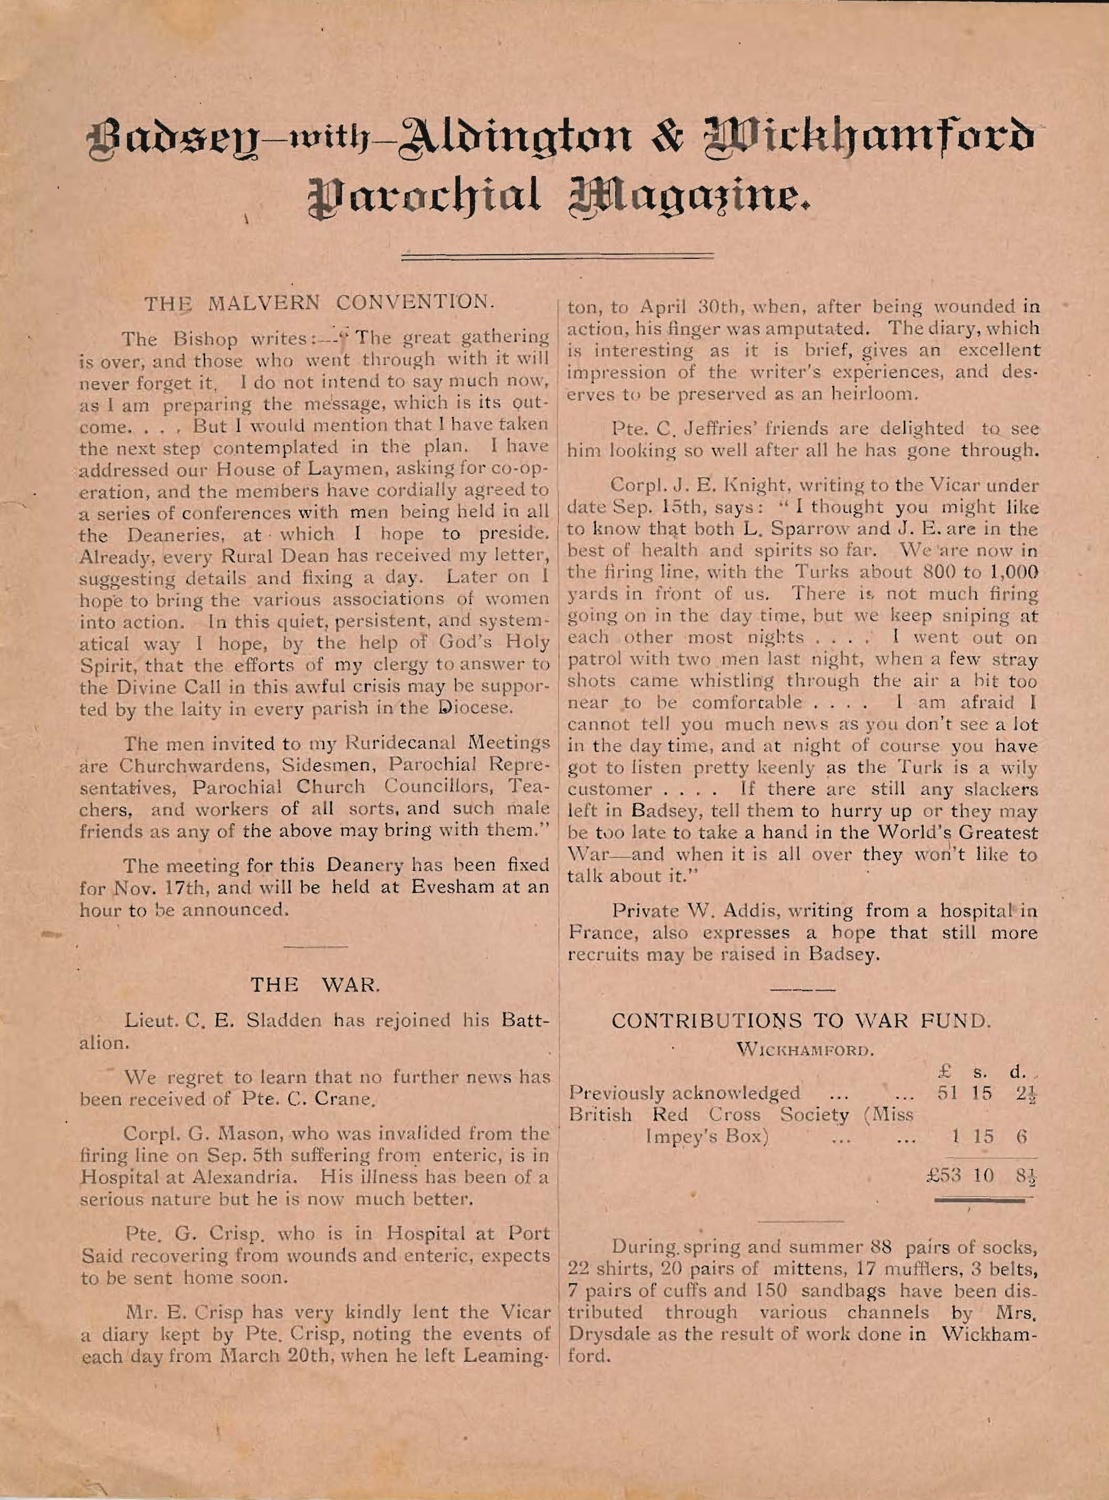 Badsey—with—Aldington & Wickhamford
Parochial Magazine.
THE MALVERN CONVENTION.
The Bishop writes:—“ The great gathering
is over, and those who went through with it will
never forget it. I do not intend to say much now,
as I am preparing the message, which is its out-
come. . . . But I would mention that I have taken
the next step contemplated in the plan. I have
addressed our House of Laymen, asking for co-op-
eration, and the members have cordially agreed to
a series of conferences with men being held in all
the Deaneries, at which I hope to preside.
Already, every Rural Dean has received my letter,
suggesting details and fixing a day. Later on I
hope to bring the various associations of women
into action. In this quiet, persistent, and system-
atical way I hope, by the help of God's Holy
Spirit, that the efforts of my clergy to answer to
the Divine Call in this awful crisis may be suppor-
ted by the laity in every parish in the Diocese.
The men invited to my Ruridecanal Meetings
are Churchwardens, Sidesmen, Parochial Repre-
sentatives, Parochial Church Councillors, Tea-
chers, and workers of all sorts, and such male
friends as any of the above may bring with them.”
The meeting for this Deanery has been fixed
for Nov. 17th, and will be held at Evesham at an
hour to be announced.
THE WAR.
Lieut. C. E. Sladden has rejoined his Batt-
alion.
We regret to learn that no further news has
been received of Pte. C. Crane.
Corpl. G. Mason, who was invalided from the
firing line on Sep. 5th suffering from enteric, is in
Hospital at Alexandria. His illness has been of a
serious nature but he is now much better.
Pte. G. Crisp, who is in Hospital at Port
Said recovering from wounds and enteric, expects
to be sent home soon.
Mr. E. Crisp has very kindly lent the Vicar
a diary kept by Pte. Crisp, noting the events of
each day from March 20th, when he left Leaming-
ton, to April 30th, when, after being wounded in
action, his finger was amputated. The diary, which
is interesting as it is brief, gives an excellent
impression of the writer's experiences, and des-
erves to be preserved as an heirloom.
Pte. C. Jeffries' friends are delighted to see
him looking so well after all he has gone through.
Corpl. J. E. Knight, writing to the Vicar under
date Sep. 15th, says: “ I thought you might like
to know that both L. Sparrow and J. E. are in the
best of health and spirits so far. We are now in
the firing line, with the Turks about 800 to 1,000
yards in front of us. There is not much firing
going on in the day time, but we keep sniping at
each other most nights . . . . I went out on
patrol with two men last night, when a few stray
shots came whistling through the air a bit too
near to be comfortable . . . . I am afraid I
cannot tell you much news as you don't see a lot
in the day time, and at night of course you have
got to listen pretty keenly as the Turk is a wily
customer . . . . If there are still any slackers
left in Badsey, tell them to hurry up or they may
be too late to take a hand in the World's Greatest
War—and when it is all over they won't like to
talk about it.”
Private W. Addis, writing from a hospital in
France, also expresses a hope that still more
recruits may be raised in Badsey.
CONTRIBUTIONS TO WAR FUND.
WICKHAMFORD.
£ s. d.
Previously acknowledged ... ... 51 15 2½
British Red Cross Society (Miss
Impey's Box) ... ... 1 15 6
£53 10 8½
During spring and summer 88 pairs of socks,
22 shirts, 20 pairs of mittens, 17 mufflers, 3 belts,
7 pairs of cuffs and 150 sandbags have been dis-
tributed through various channels by Mrs.
Drysdale as the result of work done in Wickham-
ford.